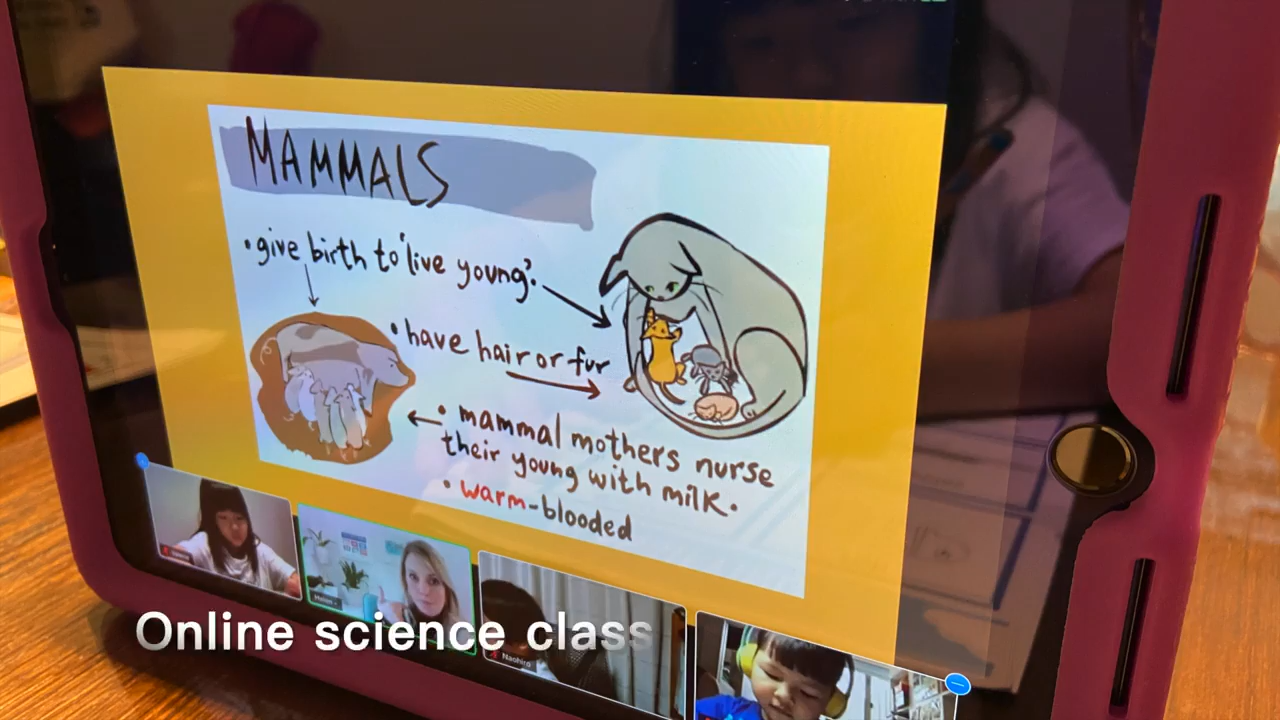 MAMMALS
• give birth to 'live young'.
• have hair or fur
• mammal mothers nurse
their young with milk.
• warm-blooded
Naohiro
Online science class